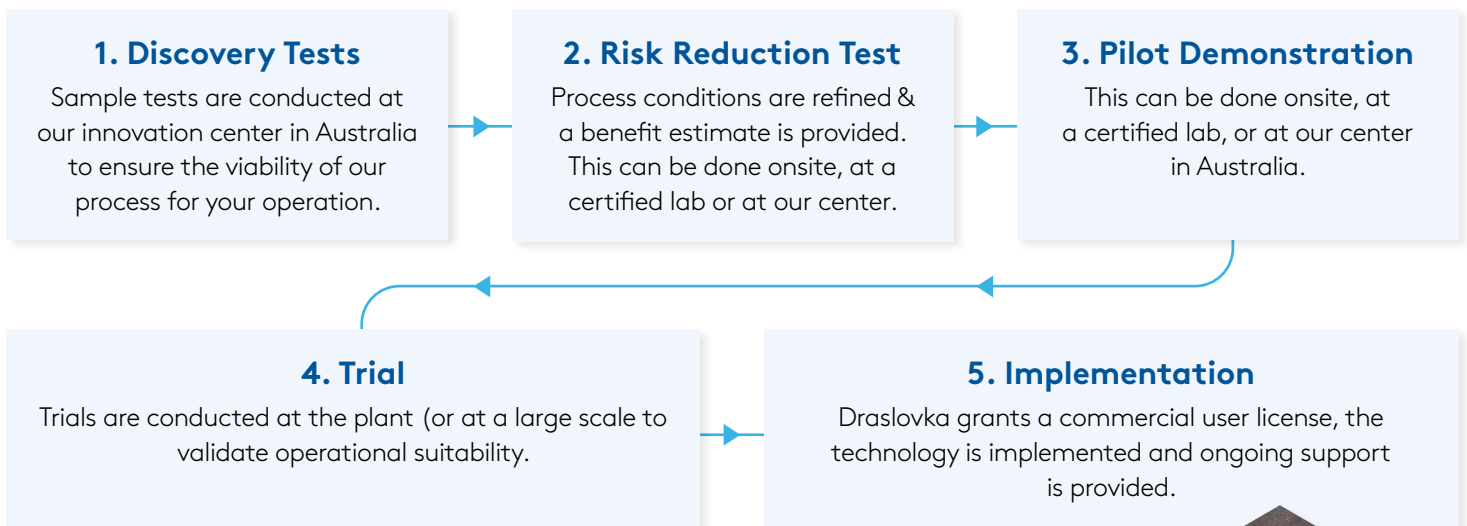 1. Discovery Tests
Sample tests are conducted at
our innovation center in Australia
to ensure the viability of our
process for your operation.
2. Risk Reduction Test
Process conditions are refined &
a benefit estimate is provided.
This can be done onsite, at a
certified lab or at our center.
3. Pilot Demonstration
This can be done onsite, at
a certified lab, or at our center
in Australia.
4. Trial
Trials are conducted at the plant (or at a large scale to
validate operational suitability.
5. Implementation
Draslovka grants a commercial user license, the
technology is implemented and ongoing support
is provided.